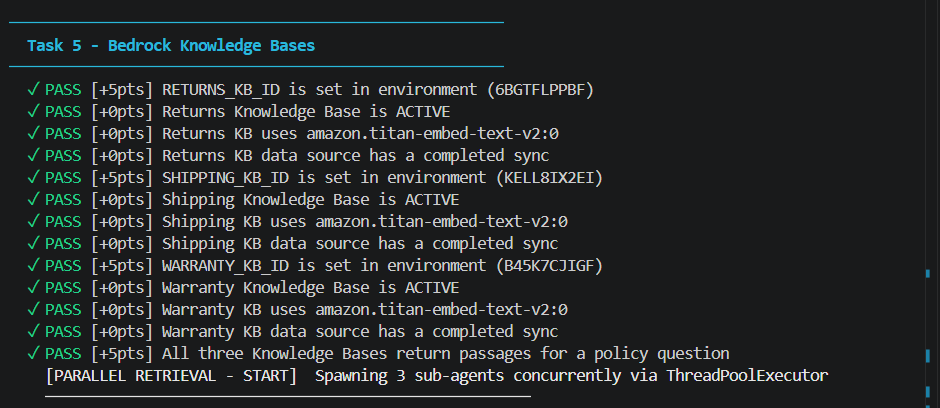 Task 5 - Bedrock Knowledge Bases
✓ PASS [+5pts] RETURNS_KB_ID is set in environment (6BGTFLPPBF)
✓ PASS [+0pts] Returns Knowledge Base is ACTIVE
✓ PASS [+0pts] Returns KB uses amazon.titan-embed-text-v2:0
✓ PASS [+0pts] Returns KB data source has a completed sync
✓ PASS [+5pts] SHIPPING_KB_ID is set in environment (KELL8IX2EI)
✓ PASS [+0pts] Shipping Knowledge Base is ACTIVE
✓ PASS [+0pts] Shipping KB uses amazon.titan-embed-text-v2:0
✓ PASS [+0pts] Shipping KB data source has a completed sync
✓ PASS [+5pts] WARRANTY_KB_ID is set in environment (B45K7CJIGF)
✓ PASS [+0pts] Warranty Knowledge Base is ACTIVE
✓ PASS [+0pts] Warranty KB uses amazon.titan-embed-text-v2:0
✓ PASS [+0pts] Warranty KB data source has a completed sync
✓ PASS [+5pts] All three Knowledge Bases return passages for a policy question
[PARALLEL RETRIEVAL - START]  Spawning 3 sub-agents concurrently via ThreadPoolExecutor